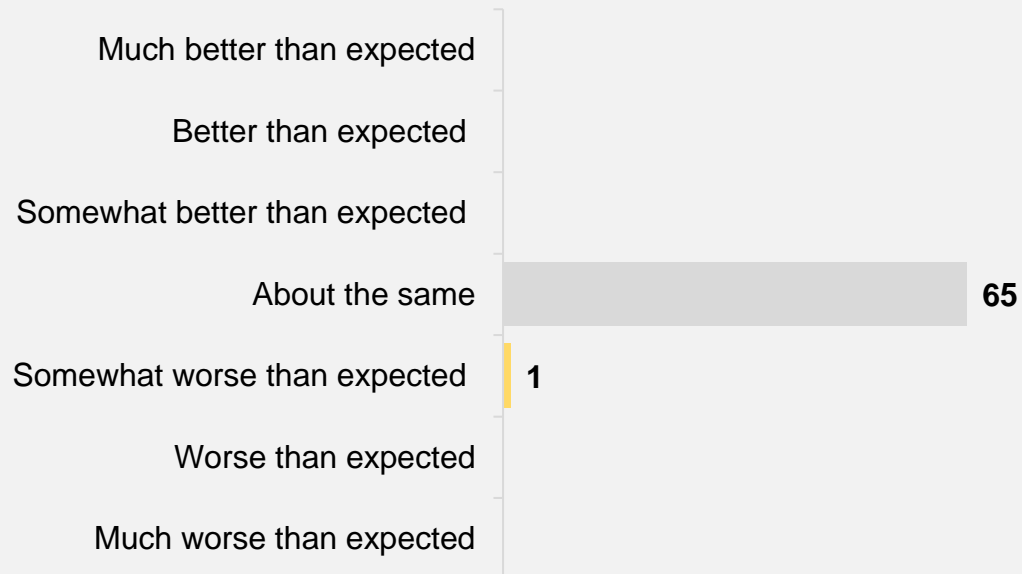 Much better than expected
Better than expected
Somewhat better than expected
About the same
65
Somewhat worse than expected
1
Worse than expected
Much worse than expected